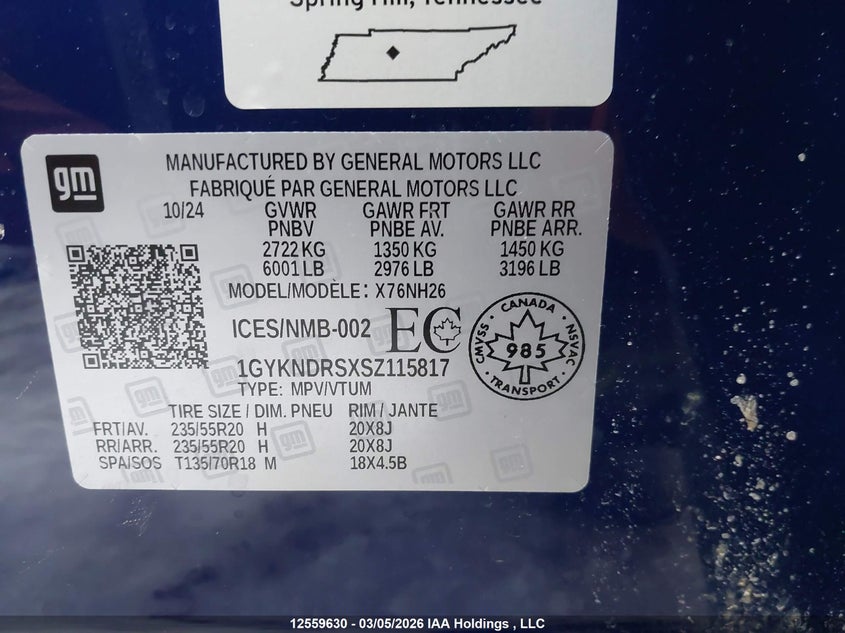 Spring Hill, Tennessee
gm
MANUFACTURED BY GENERAL MOTORS LLC
FABRIQUÉ PAR GENERAL MOTORS LLC
10/24 GVWR GAWR FRT GAWR RR
PNBV PNBE AV. PNBE ARR.
2722 KG 1350 KG 1450 KG
6001 LB 2976 LB 3196 LB
MODEL/MODÈLE: X76NH26
ICES/NMB-002 EC
CANADA
CMVSS 985 NSVAC
TRANSPORT
1GYKNDRSXSZ115817
TYPE: MPV/VTUM
TIRE SIZE / DIM. PNEU RIM / JANTE
FRT/AV. 235/55R20 H 20X8J
RR/ARR. 235/55R20 H 20X8J
SPA/SOS T135/70R18 M 18X4.5B
12559630 - 03/05/2026 IAA Holdings , LLC